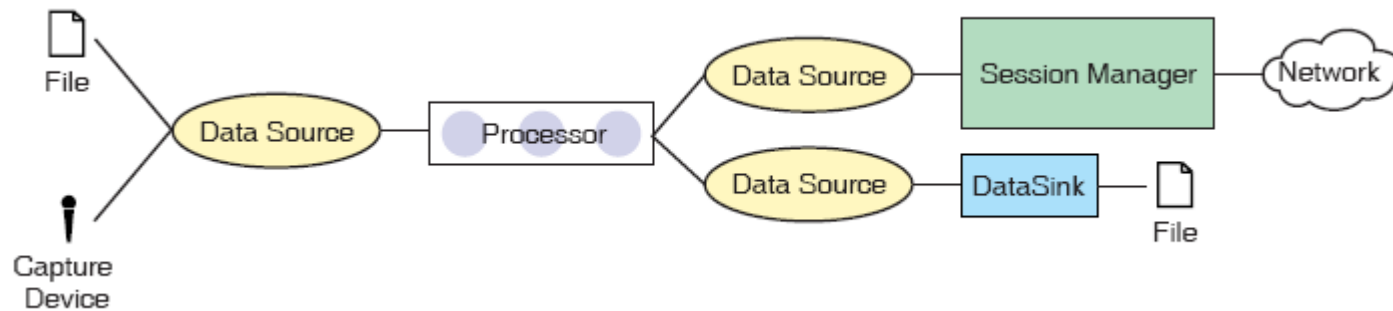 File
Data Source
Processor
Data Source
Session Manager
Network
Data Source
DataSink
File
Capture
Device